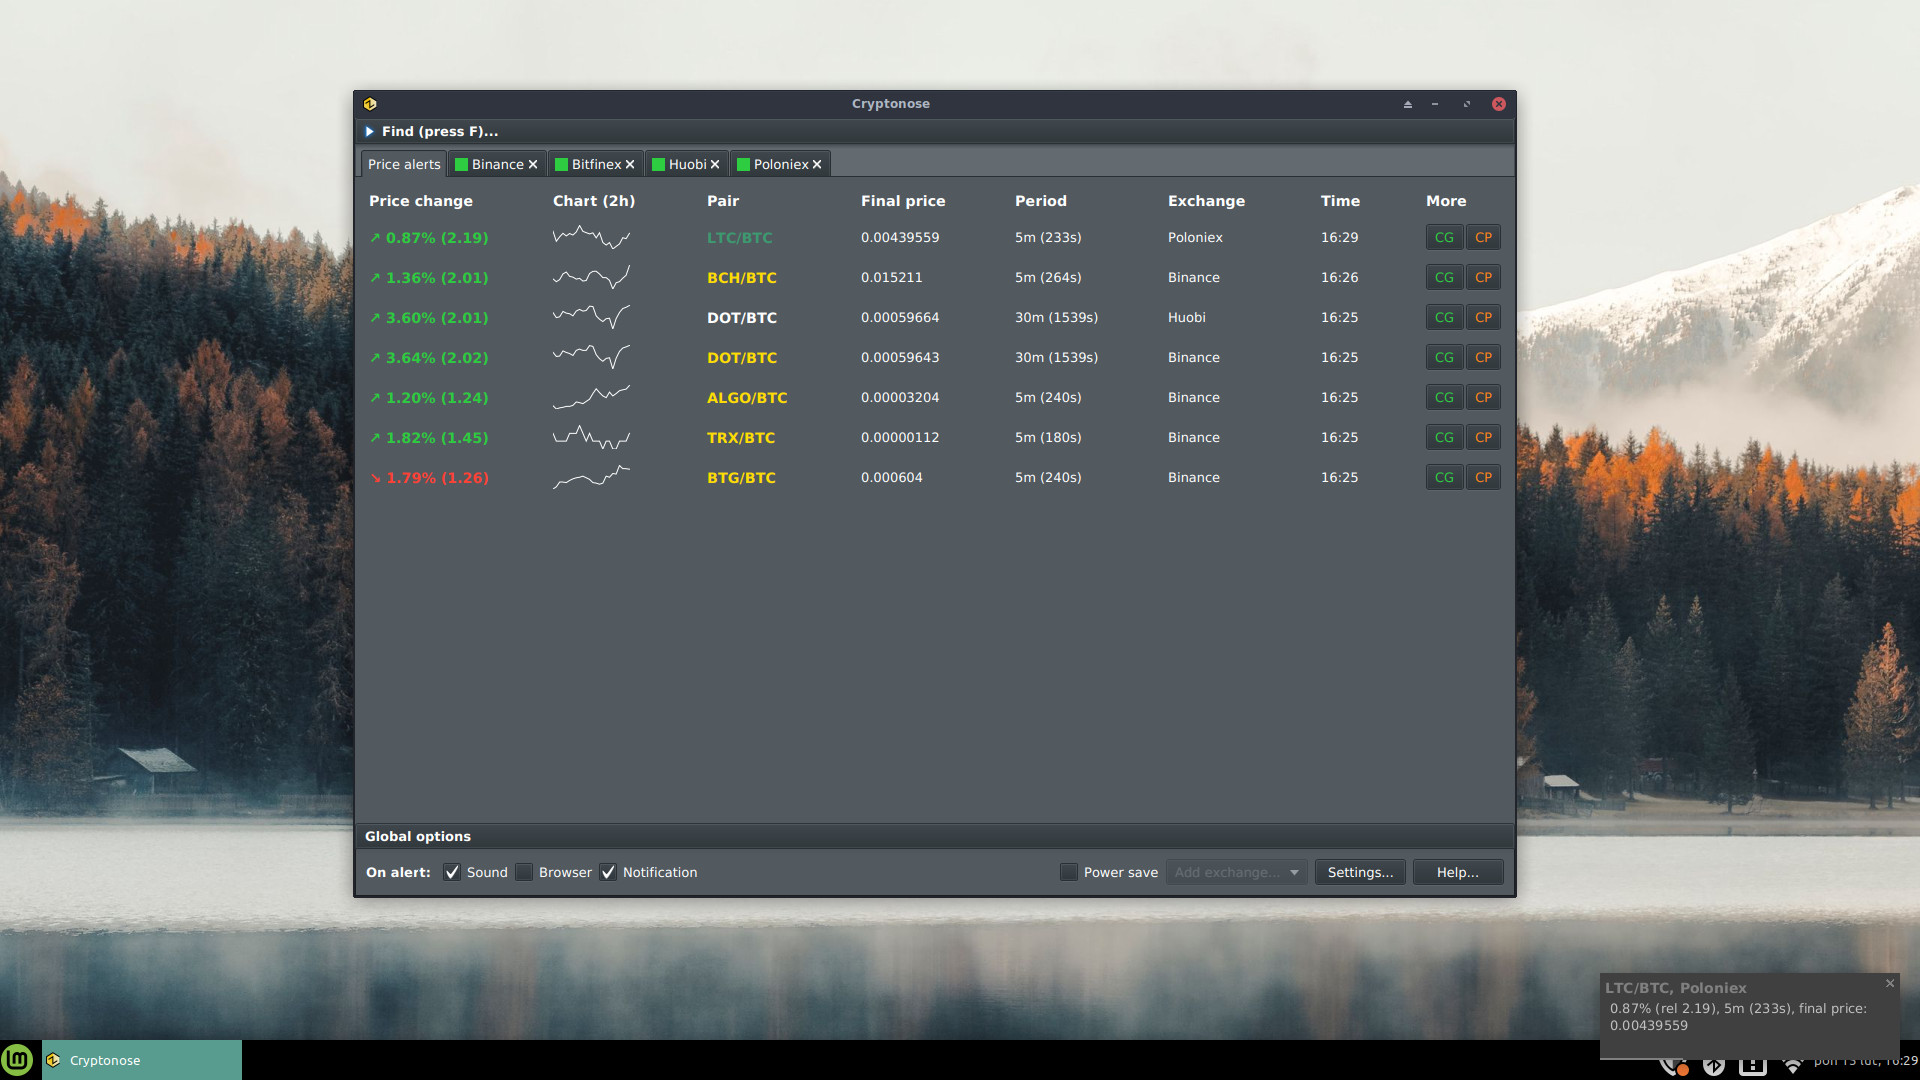 Cryptonose
Find (press F)...
Price alerts Binance Bitfinex Huobi Poloniex
Price change Chart (2h) Pair Final price Period Exchange Time More
↗ 0.87% (2.19) LTC/BTC 0.00439559 5m (233s) Poloniex 16:29 CG CP
↗ 1.36% (2.01) BCH/BTC 0.015211 5m (264s) Binance 16:26 CG CP
↗ 3.60% (2.01) DOT/BTC 0.00059664 30m (1539s) Huobi 16:25 CG CP
↗ 3.64% (2.02) DOT/BTC 0.00059643 30m (1539s) Binance 16:25 CG CP
↗ 1.20% (1.24) ALGO/BTC 0.00003204 5m (240s) Binance 16:25 CG CP
↗ 1.82% (1.45) TRX/BTC 0.00000112 5m (180s) Binance 16:25 CG CP
↘ 1.79% (1.26) BTG/BTC 0.000604 5m (240s) Binance 16:25 CG CP
Global options
On alert: Sound Browser Notification Power save Add exchange... Settings... Help...
LTC/BTC, Poloniex
0.87% (rel 2.19), 5m (233s), final price:
0.00439559
Cryptonose pon 13 lut, 16:29